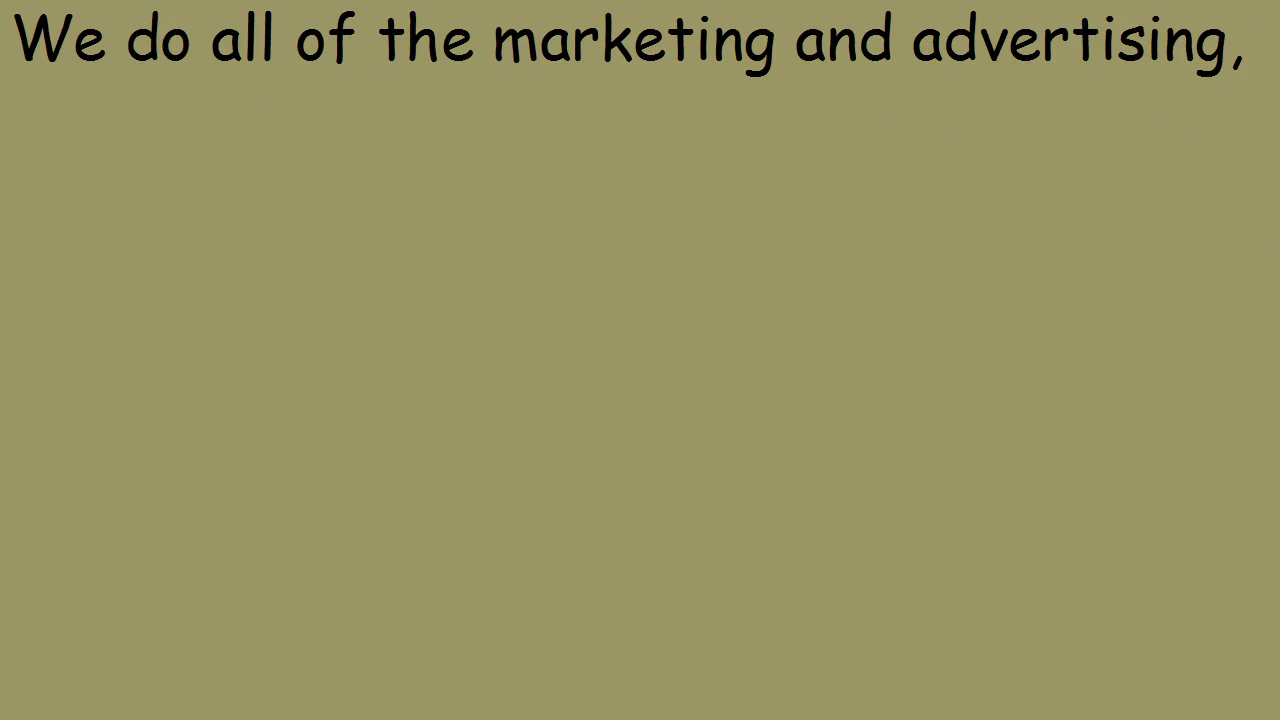 We do all of the marketing and advertising,